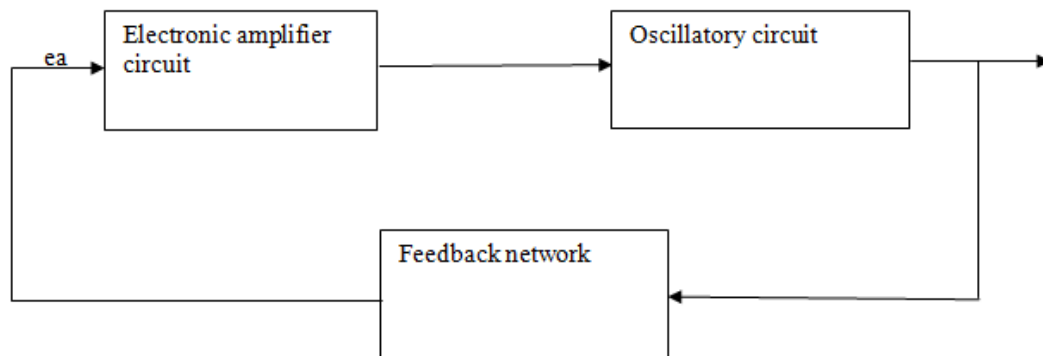 ea
Electronic amplifier
circuit
Oscillatory circuit
Feedback network